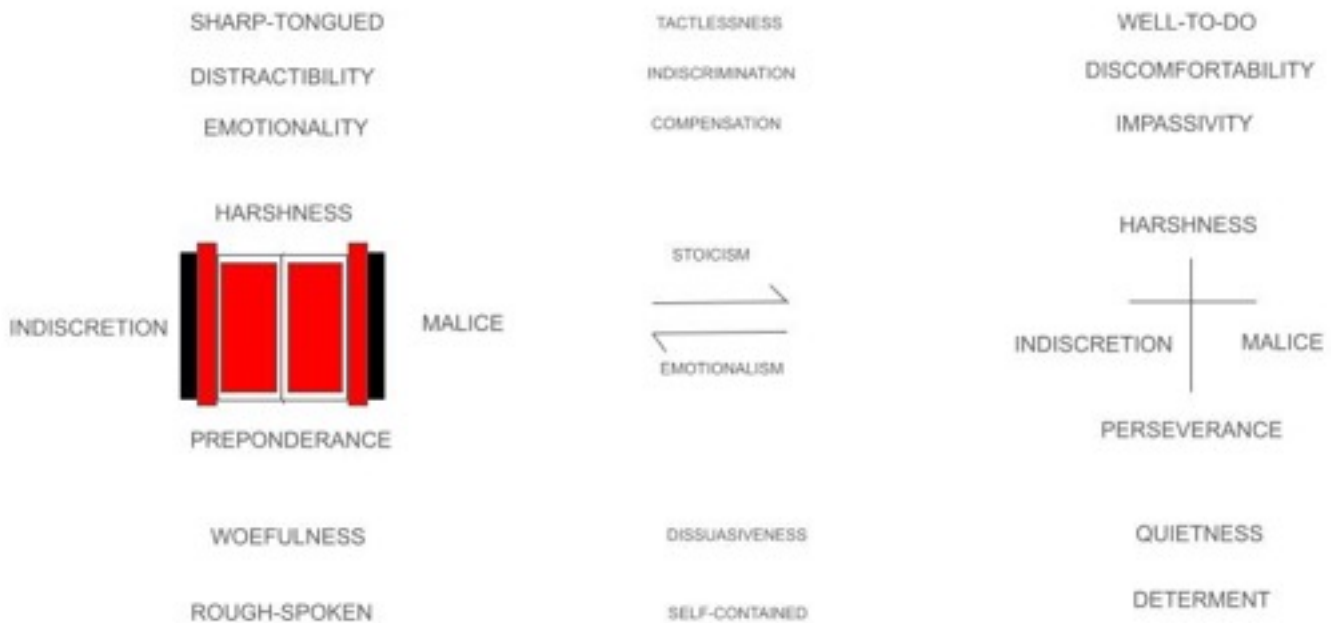 SHARP-TONGUED
TACTLESSNESS
WELL-TO-DO
DISTRACTIBILITY
INDISCRIMINATION
DISCOMFORTABILITY
EMOTIONALITY
COMPENSATION
IMPASSIVITY
HARSHNESS
HARSHNESS
STOICISM
INDISCRETION
MALICE
INDISCRETION
MALICE
EMOTIONALISM
PREPONDERANCE
PERSEVERANCE
WOEFULNESS
DISSUASIVENESS
QUIETNESS
ROUGH-SPOKEN
SELF-CONTAINED
DETERMENT